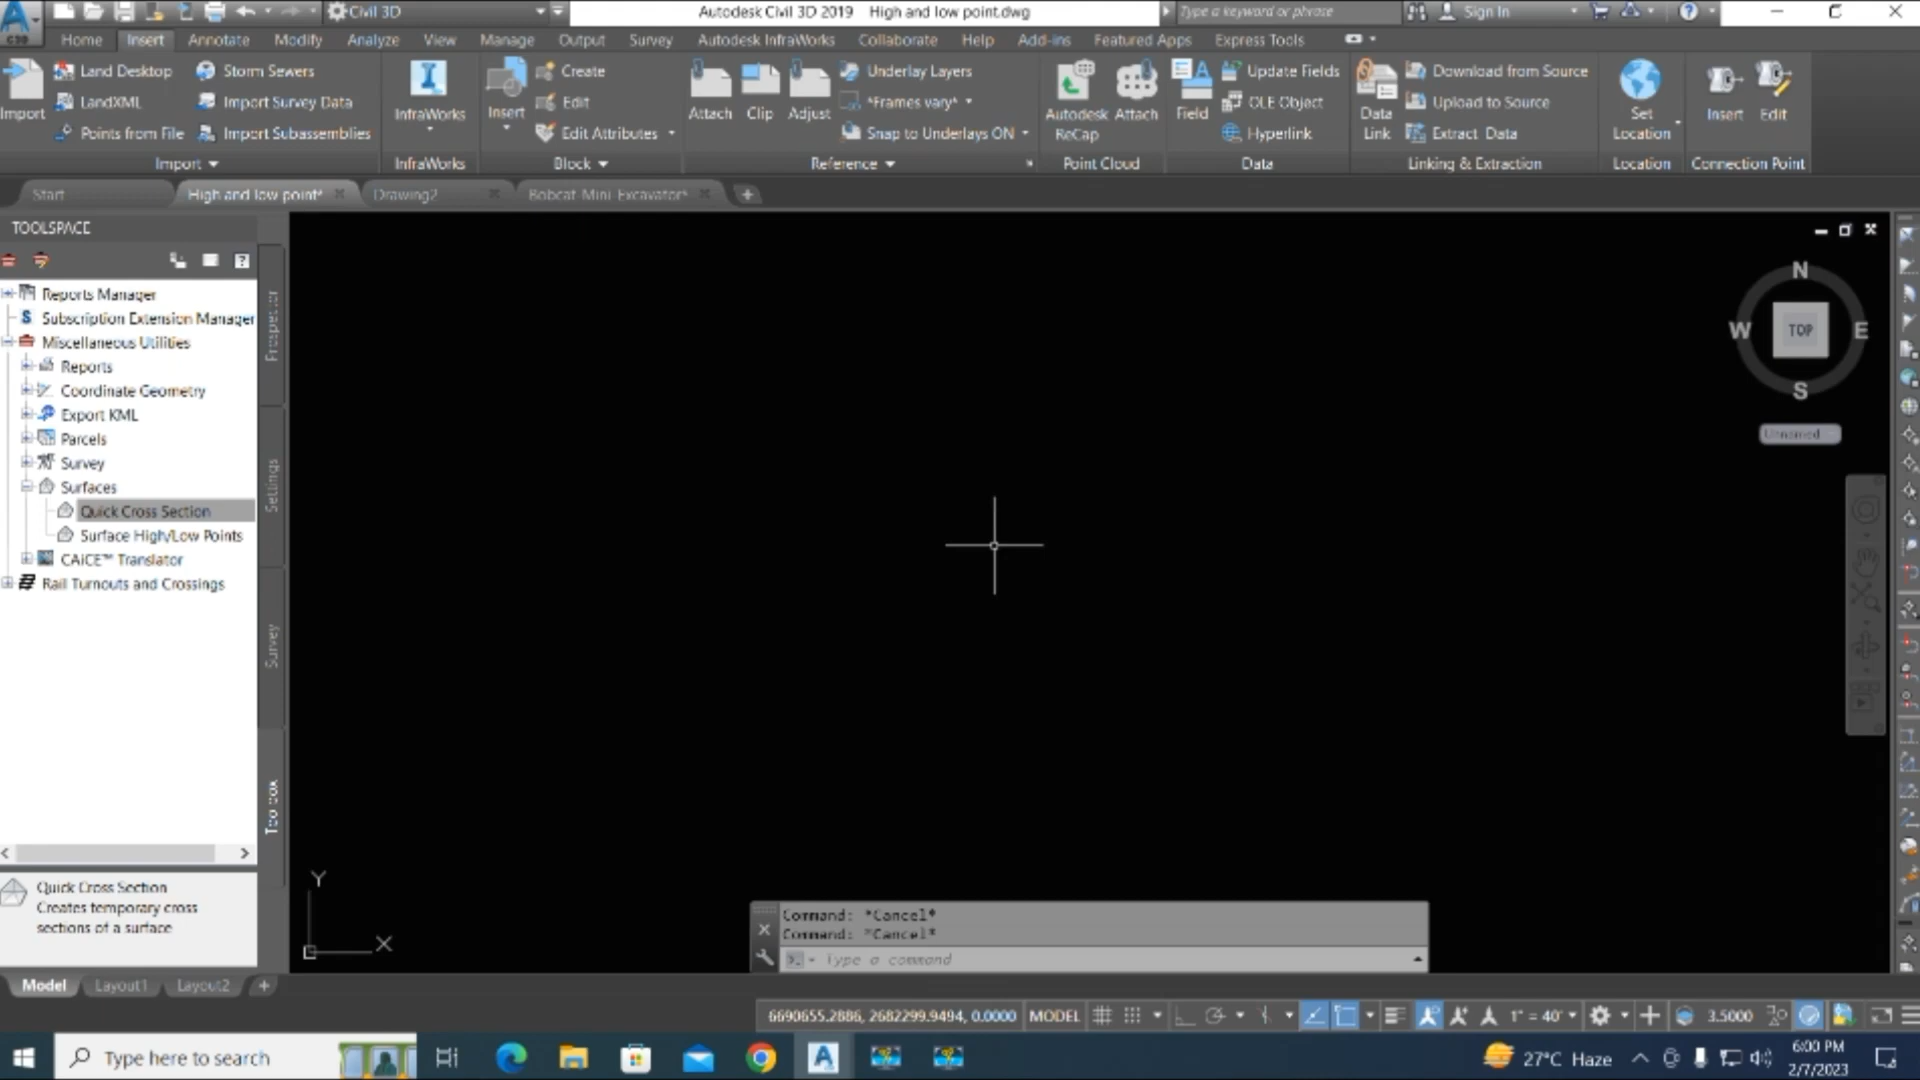 Civil 3D
Autodesk Civil 3D 2019 High and low point.dwg
Type a keyword or phrase
Sign In
Home Insert Annotate Modify Analyze View Manage Output Survey Autodesk InfraWorks Collaborate Help Add-ins Featured Apps Express Tools
Import
Land Desktop
LandXML
Points from File
Storm Sewers
Import Survey Data
Import Subassemblies
Import
InfraWorks
InfraWorks
Insert
Create
Edit
Edit Attributes
Block
Attach
Clip
Adjust
Underlay Layers
*Frames vary*
Snap to Underlays ON
Reference
Autodesk
ReCap
Attach
Point Cloud
Field
Update Fields
OLE Object
Hyperlink
Data
Data
Link
Download from Source
Upload to Source
Extract Data
Linking & Extraction
Set
Location
Location
Insert
Edit
Connection Point
Start
High and low point*
Drawing2
Bobcat Mini Excavator*
TOOLSPACE
Reports Manager
Subscription Extension Manager
Miscellaneous Utilities
Reports
Coordinate Geometry
Export KML
Parcels
Survey
Surfaces
Quick Cross Section
Surface High/Low Points
CAiCE™ Translator
Rail Turnouts and Crossings
Prospector
Settings
Survey
Toolbox
Quick Cross Section
Creates temporary cross
sections of a surface
N
W TOP E
S
Unnamed
Y
X
Command: *Cancel*
Command: *Cancel*
Type a command
Model Layout1 Layout2
6690655.2886, 2682299.9494, 0.0000 MODEL
1" = 40'
3.5000
Type here to search
27°C Haze
6:00 PM
2/7/2023